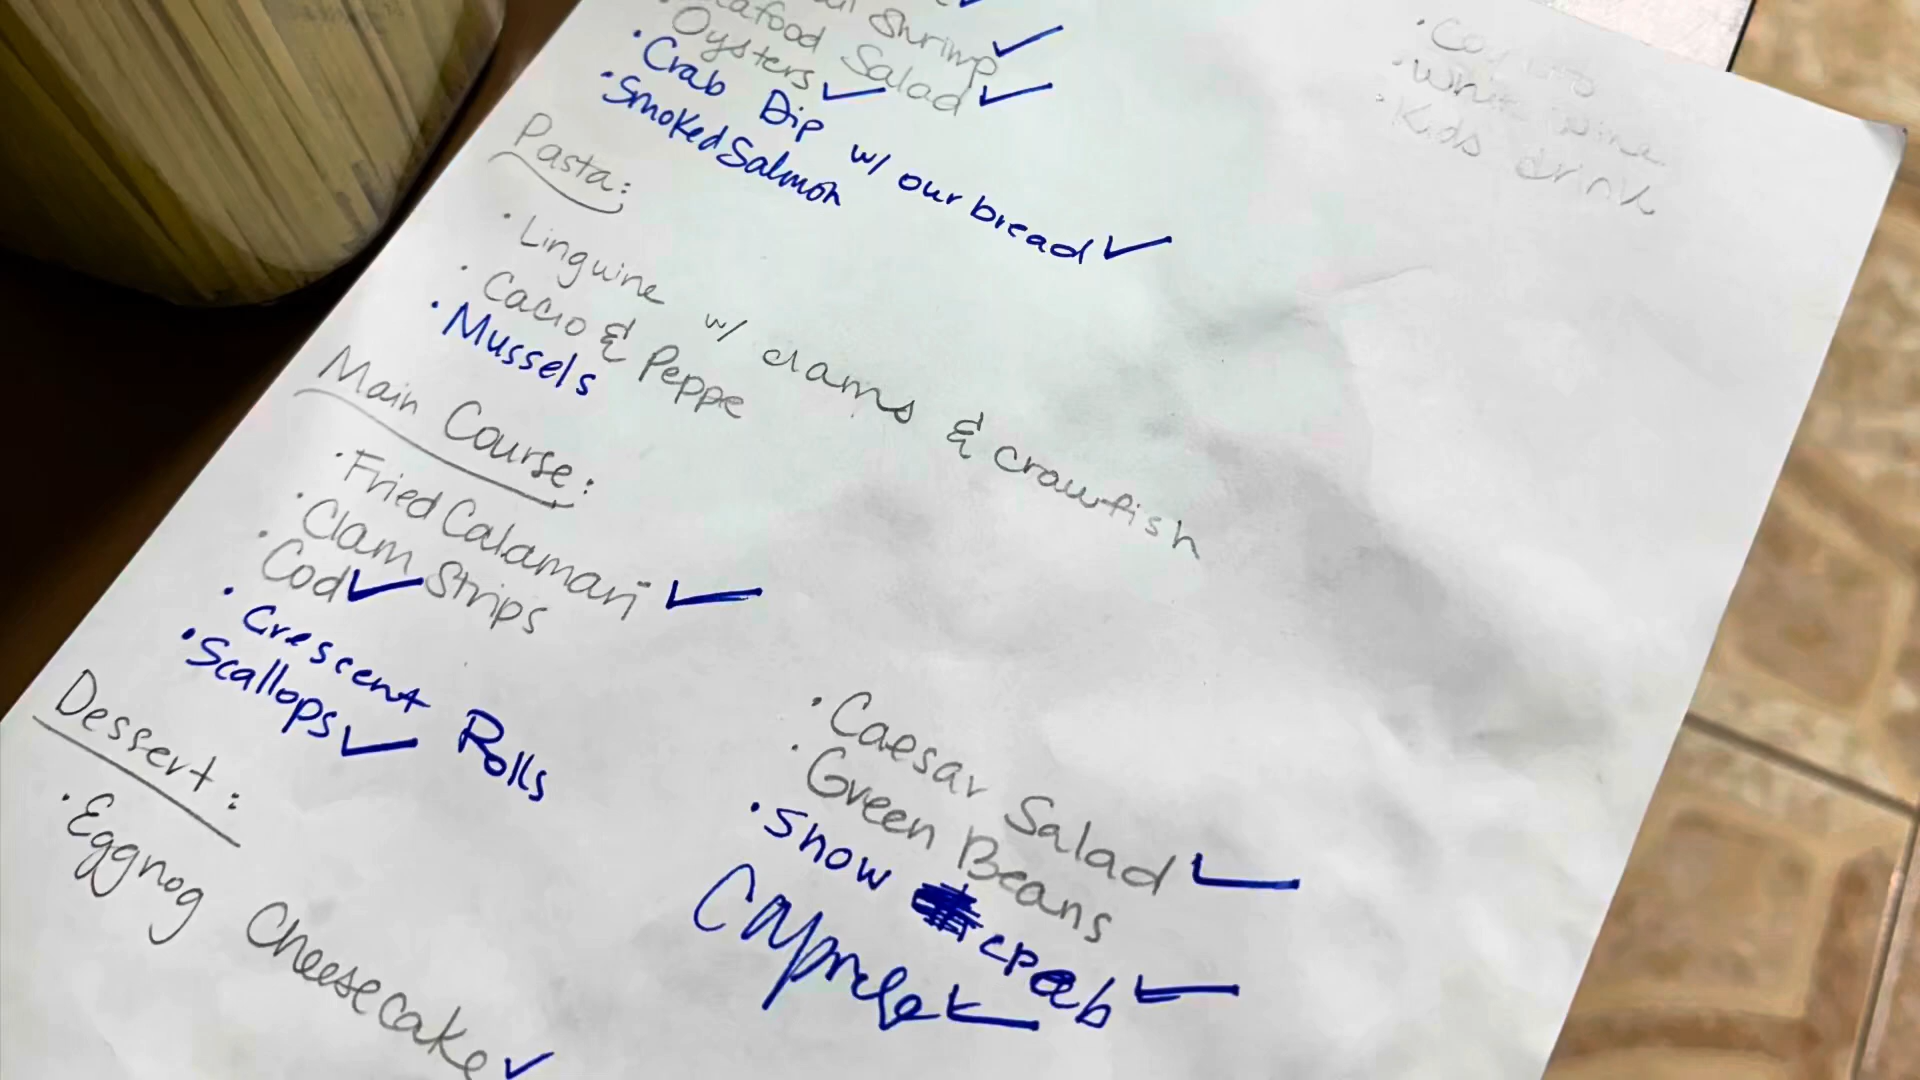 Shrimp ✓
Seafood Salad ✓
• Oysters ✓
• Crab Dip w/ our bread ✓
• Smoked Salmon
Pasta:
• Linguine w/ clams & crawfish
• Cacio & Peppe
• Mussels
Main Course:
• Fried Calamari ✓
• Clam Strips
• Cod ✓
• Crescent Rolls
• Scallops ✓
• Caesar Salad ✓
• Green Beans
• Snow crab ✓
Caprese ✓
Dessert:
• Eggnog Cheesecake ✓
• White Wine
• Kids drink